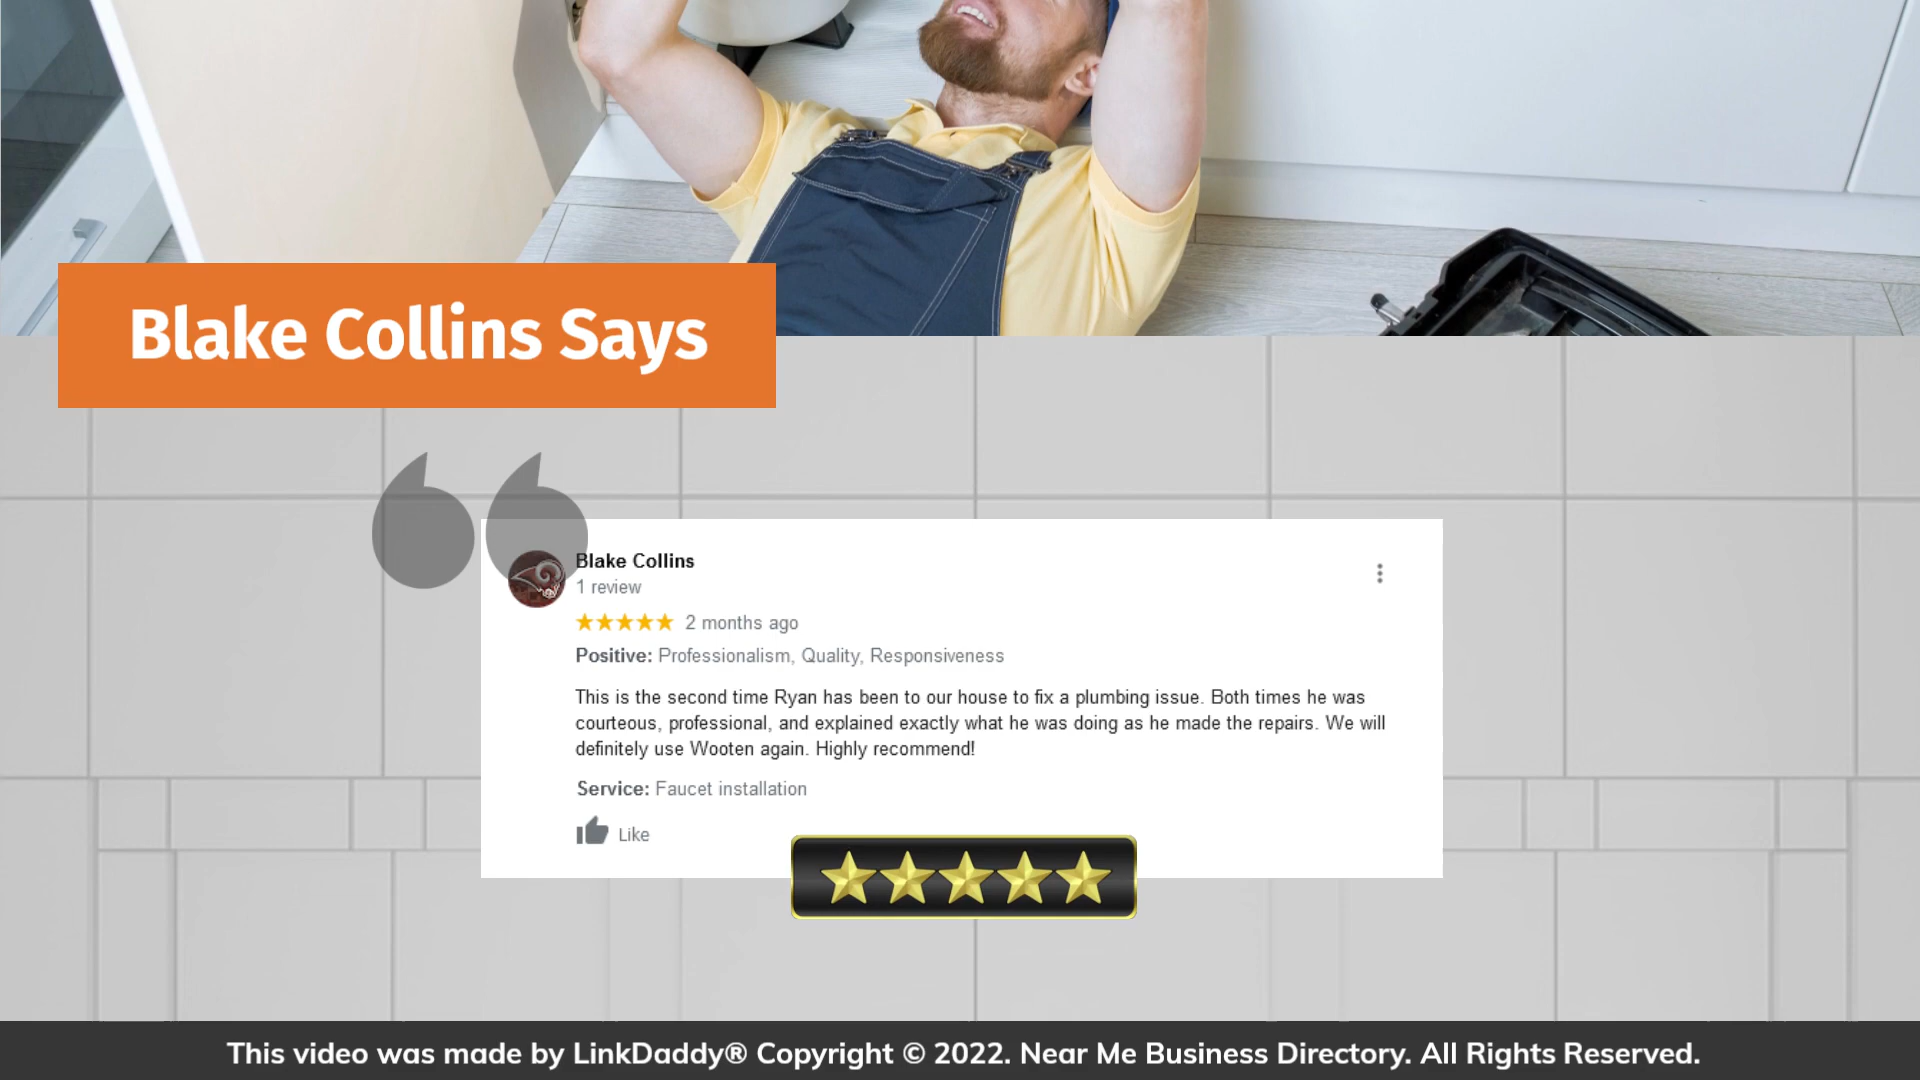 Blake Collins Says
Blake Collins
1 review
2 months ago
Positive: Professionalism, Quality, Responsiveness
This is the second time Ryan has been to our house to fix a plumbing issue. Both times he was
courteous, professional, and explained exactly what he was doing as he made the repairs. We will
definitely use Wooten again. Highly recommend!
Service: Faucet installation
Like
This video was made by LinkDaddy® Copyright © 2022. Near Me Business Directory. All Rights Reserved.